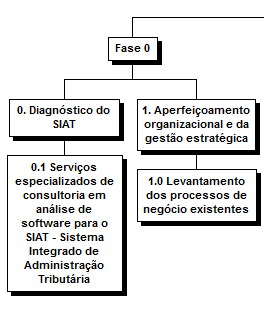 Fase 0
0. Diagnóstico do
SIAT
1. Aperfeiçoamento
organizacional e da
gestão estratégica
0.1 Serviços
especializados de
consultoria em
análise de
software para o
SIAT - Sistema
Integrado de
Administração
Tributária
1.0 Levantamento
dos processos de
negócio existentes